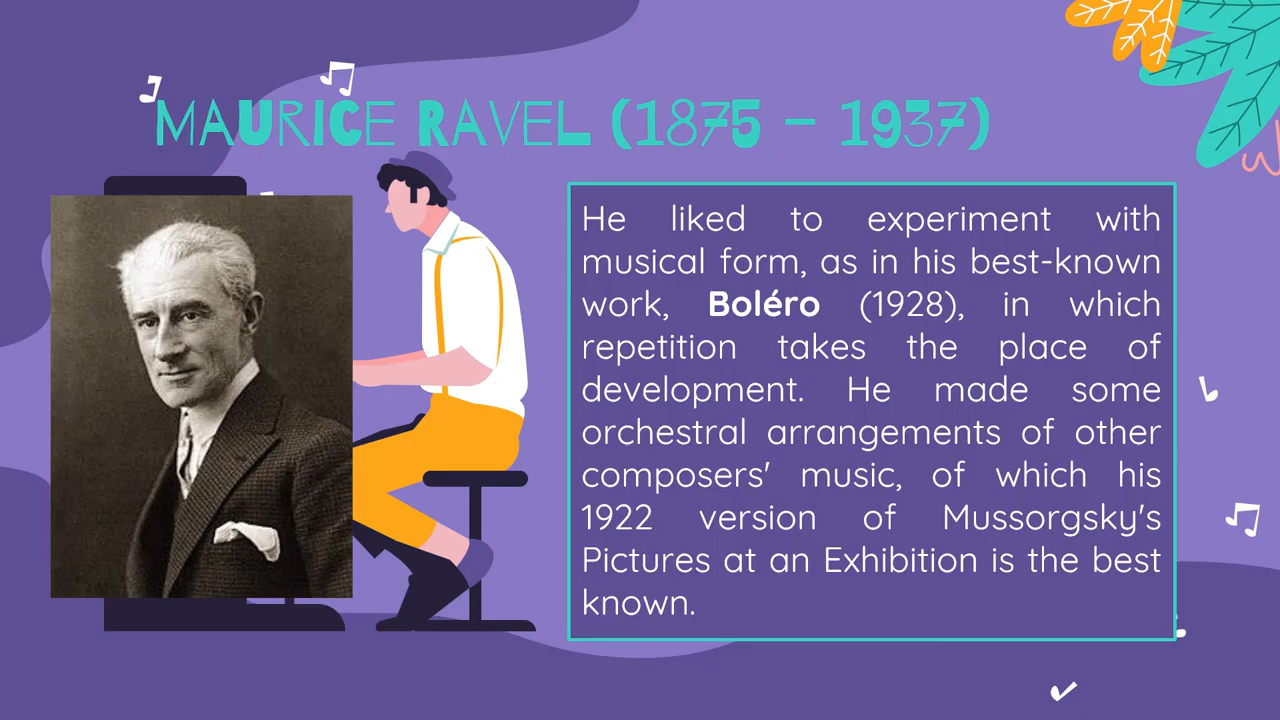 MAURICE RAVEL (1875 – 1937)
He liked to experiment with
musical form, as in his best-known
work, Boléro (1928), in which
repetition takes the place of
development. He made some
orchestral arrangements of other
composers' music, of which his
1922 version of Mussorgsky's
Pictures at an Exhibition is the best
known.